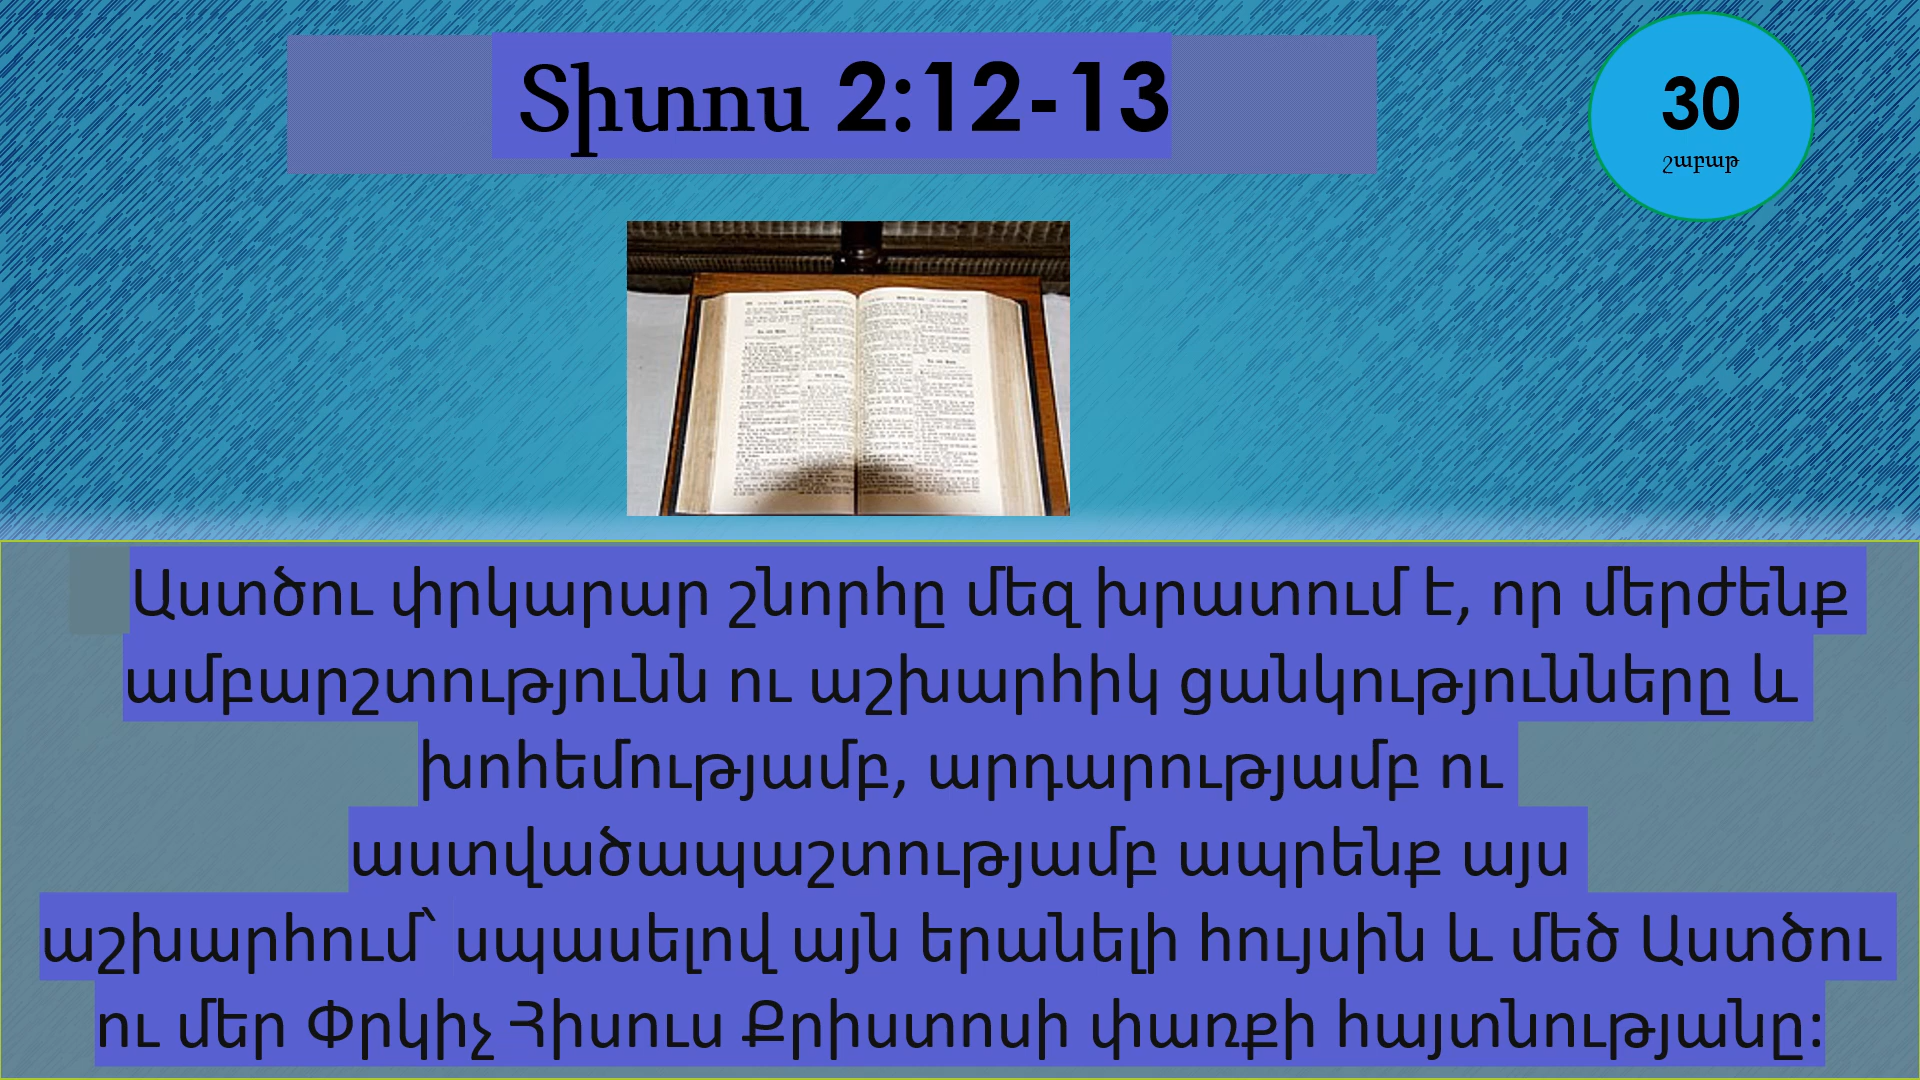 Տիտոս 2:12-13
30
շաբաթ
Աստծու փրկարար շնորհը մեզ խրատում է, որ մերժենք
ամբարշտությունն ու աշխարհիկ ցանկությունները և
խոհեմությամբ, արդարությամբ ու
աստվածապաշտությամբ ապրենք այս
աշխարհում՝ սպասելով այն երանելի հույսին և մեծ Աստծու
ու մեր Փրկիչ Հիսուս Քրիստոսի փառքի հայտնությանը: